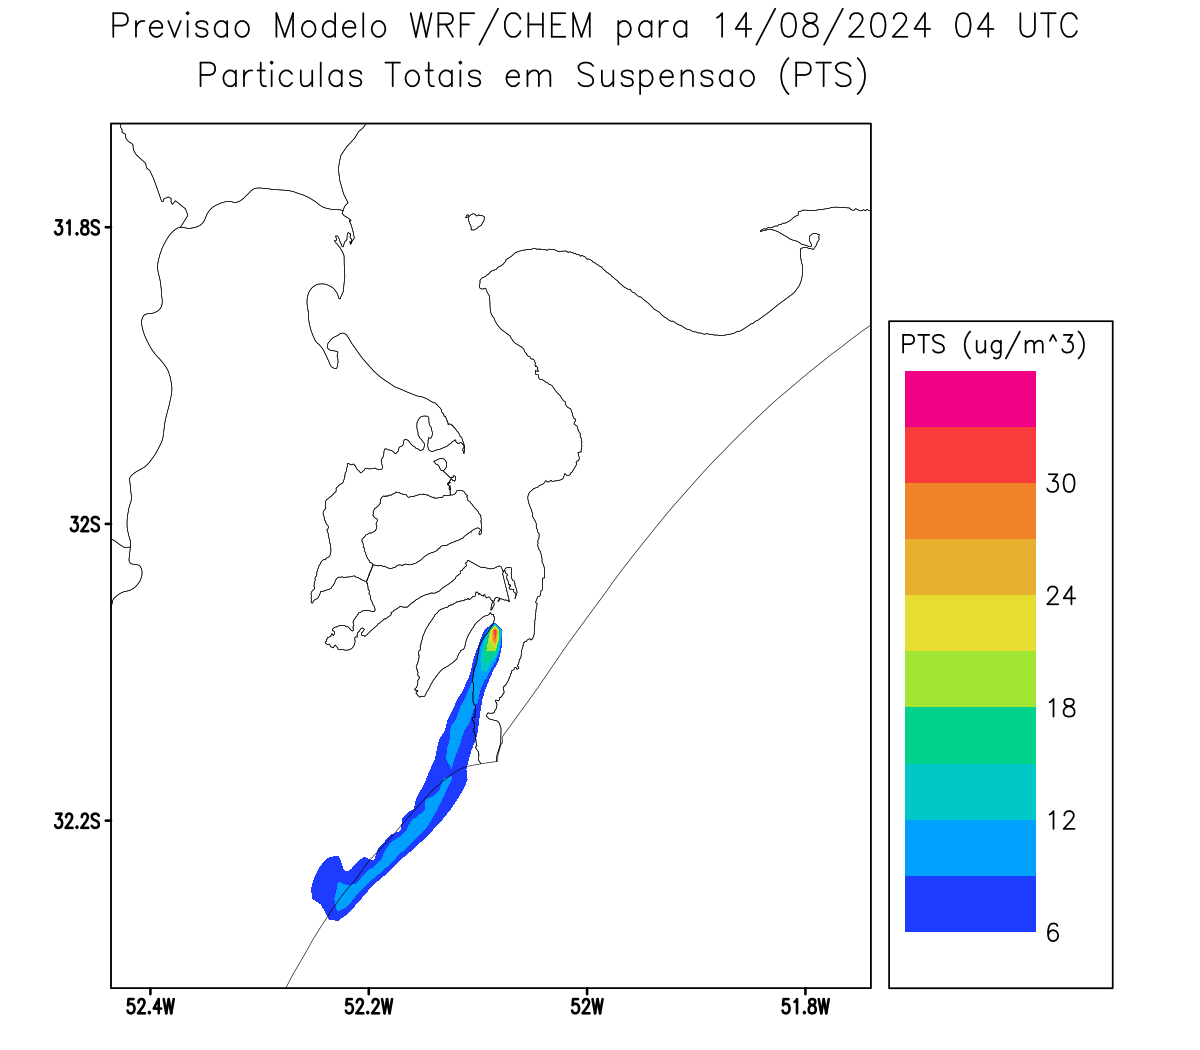 Previsao Modelo WRF/CHEM para 14/08/2024 04 UTC
Particulas Totais em Suspensao (PTS)
31.8S
32S
32.2S
52.4W
52.2W
52W
51.8W
PTS (ug/m^3)
30
24
18
12
6